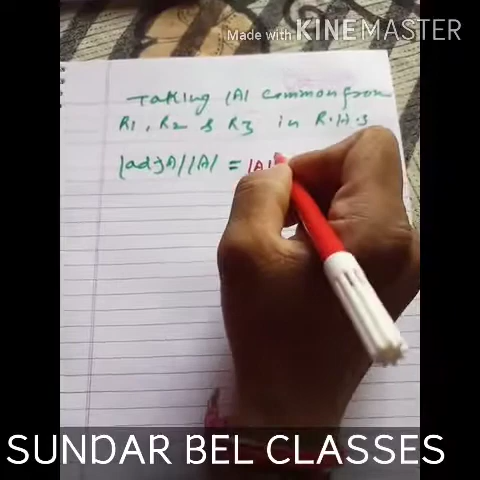 Made with KINEMASTER
Taking |A| common from
R1, R2 & R3 in R.H.S
|adjA||A| = |A|
SUNDAR BEL CLASSES